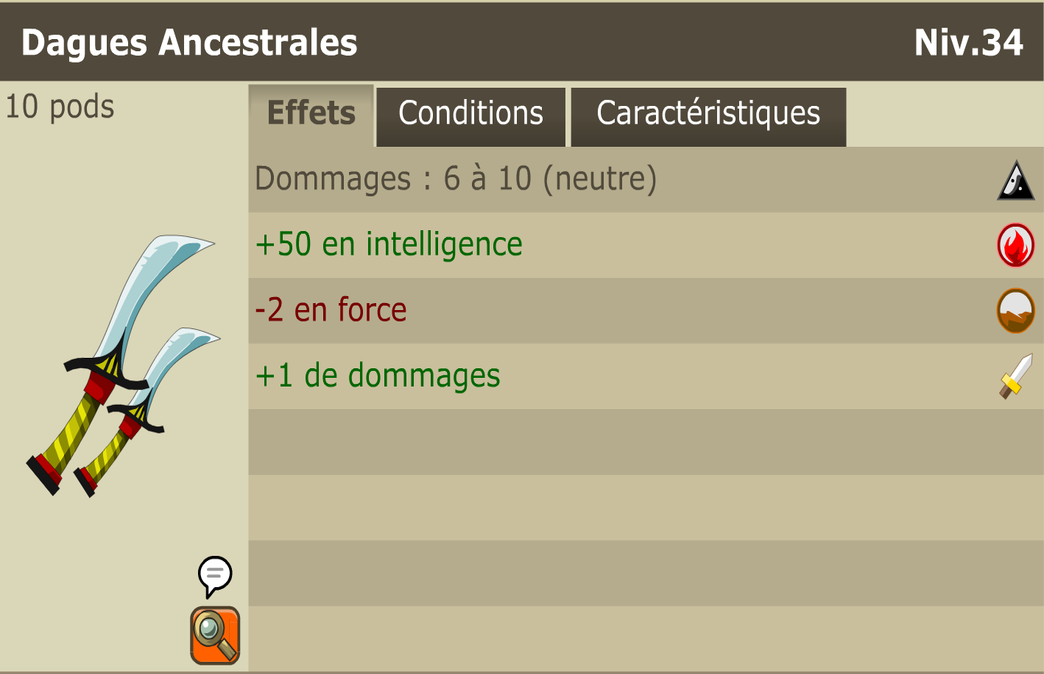 Dagues Ancestrales Niv.34
10 pods
Effets Conditions Caractéristiques
Dommages : 6 à 10 (neutre)
+50 en intelligence
-2 en force
+1 de dommages